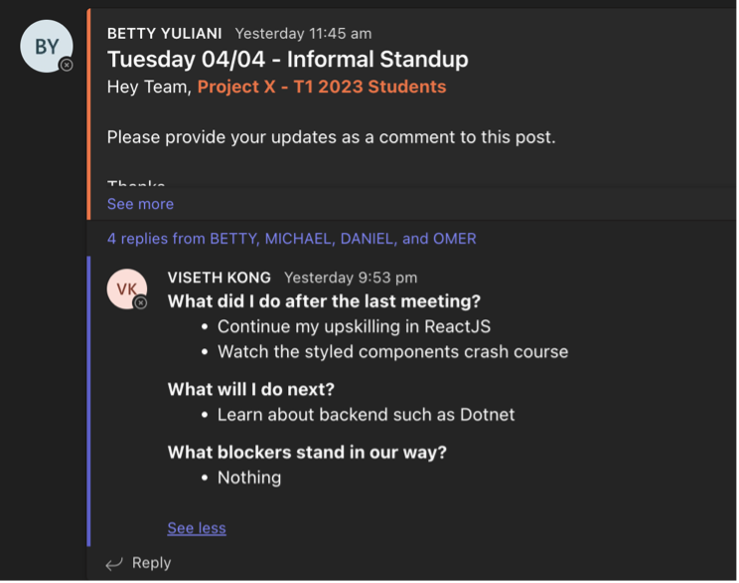 BY
BETTY YULIANI Yesterday 11:45 am
Tuesday 04/04 - Informal Standup
Hey Team, Project X - T1 2023 Students
Please provide your updates as a comment to this post.
See more
4 replies from BETTY, MICHAEL, DANIEL, and OMER
VK
VISETH KONG Yesterday 9:53 pm
What did I do after the last meeting?
• Continue my upskilling in ReactJS
• Watch the styled components crash course
What will I do next?
• Learn about backend such as Dotnet
What blockers stand in our way?
• Nothing
See less
Reply